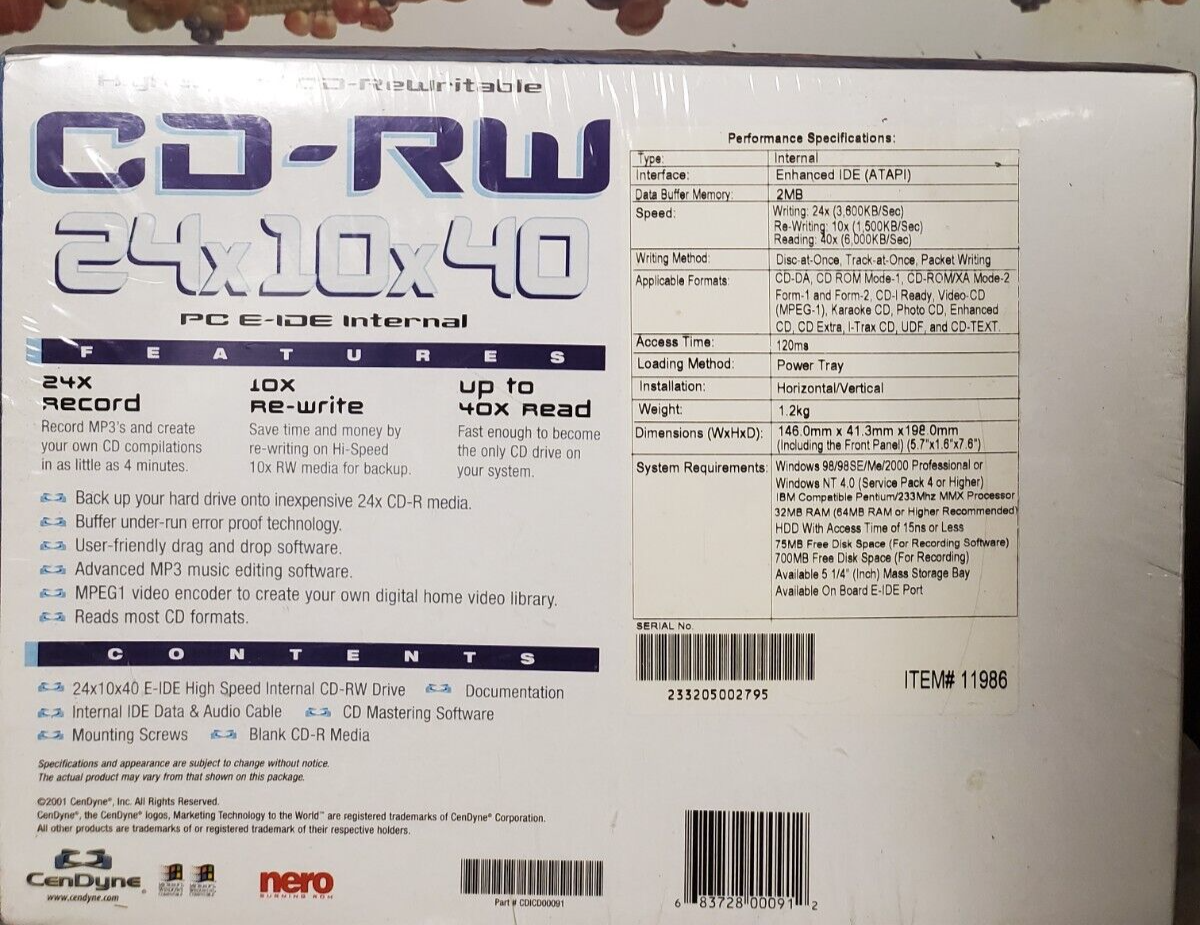 CD-ReWritable
CD-RW
24x10x40
PC E-IDE Internal
FEATURES
24X
Record
Record MP3's and create
your own CD compilations
in as little as 4 minutes.
10X
Re-write
Save time and money by
re-writing on Hi-Speed
10x RW media for backup.
up to
40X Read
Fast enough to become
the only CD drive on
your system.
Back up your hard drive onto inexpensive 24x CD-R media.
Buffer under-run error proof technology.
User-friendly drag and drop software.
Advanced MP3 music editing software.
MPEG1 video encoder to create your own digital home video library.
Reads most CD formats.
CONTENTS
24x10x40 E-IDE High Speed Internal CD-RW Drive Documentation
Internal IDE Data & Audio Cable CD Mastering Software
Mounting Screws Blank CD-R Media
Specifications and appearance are subject to change without notice.
The actual product may vary from that shown on this package.
©2001 CenDyne®, Inc. All Rights Reserved.
CenDyne®, the CenDyne® logos, Marketing Technology to the World™ are registered trademarks of CenDyne® Corporation.
All other products are trademarks of or registered trademark of their respective holders.
CenDyne®
www.cendyne.com
nero
BURNING ROM
Part # CDICD00091
Performance Specifications:
Type: Internal
Interface: Enhanced IDE (ATAPI)
Data Buffer Memory: 2MB
Speed: Writing: 24x (3,600KB/Sec)
Re-Writing: 10x (1,500KB/Sec)
Reading: 40x (6,000KB/Sec)
Writing Method: Disc-at-Once, Track-at-Once, Packet Writing
Applicable Formats: CD-DA, CD ROM Mode-1, CD-ROM/XA Mode-2
Form-1 and Form-2, CD-I Ready, Video-CD
(MPEG-1), Karaoke CD, Photo CD, Enhanced
CD, CD Extra, I-Trax CD, UDF, and CD-TEXT.
Access Time: 120ms
Loading Method: Power Tray
Installation: Horizontal/Vertical
Weight: 1.2kg
Dimensions (WxHxD): 146.0mm x 41.3mm x198.0mm
(Including the Front Panel) (5.7"x1.6"x7.6")
System Requirements: Windows 98/98SE/Me/2000 Professional or
Windows NT 4.0 (Service Pack 4 or Higher)
IBM Compatible Pentium/233Mhz MMX Processor
32MB RAM (64MB RAM or Higher Recommended)
HDD With Access Time of 15ns or Less
75MB Free Disk Space (For Recording Software)
700MB Free Disk Space (For Recording)
Available 5 1/4" (Inch) Mass Storage Bay
Available On Board E-IDE Port
SERIAL No.
233205002795
ITEM# 11986
6 83728 00091 2